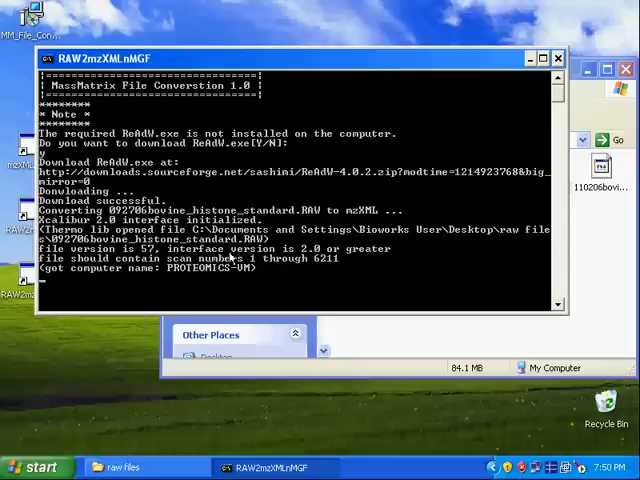 MM_File_Con...
RAW2mzXMLnMGF
|==============================|
| MassMatrix File Converstion 1.0 |
|==============================|
********
* Note *
********
The required ReAdW.exe is not installed on the computer.
Do you want to download ReAdW.exe[Y/N]:
y
Download ReAdW.exe at:
http://downloads.sourceforge.net/sashimi/ReAdW-4.0.2.zip?modtime=1214923768&big_
mirror=0
Donwloading ...
Download successful.
Converting 092706bovine_histone_standard.RAW to mzXML ...
Xcalibur 2.0 interface initialized.
(Thermo lib opened file C:\Documents and Settings\Bioworks User\Desktop\raw file
s\092706bovine_histone_standard.RAW)
file version is 57, interface version is 2.0 or greater
file should contain scan numbers 1 through 6211
(got computer name: PROTEOMICS-VM)
mzX
RA
RAW2
Go
110206bovi...
Other Places
Desktop
84.1 MB
My Computer
Recycle Bin
start
raw files
RAW2mzXMLnMGF
7:50 PM